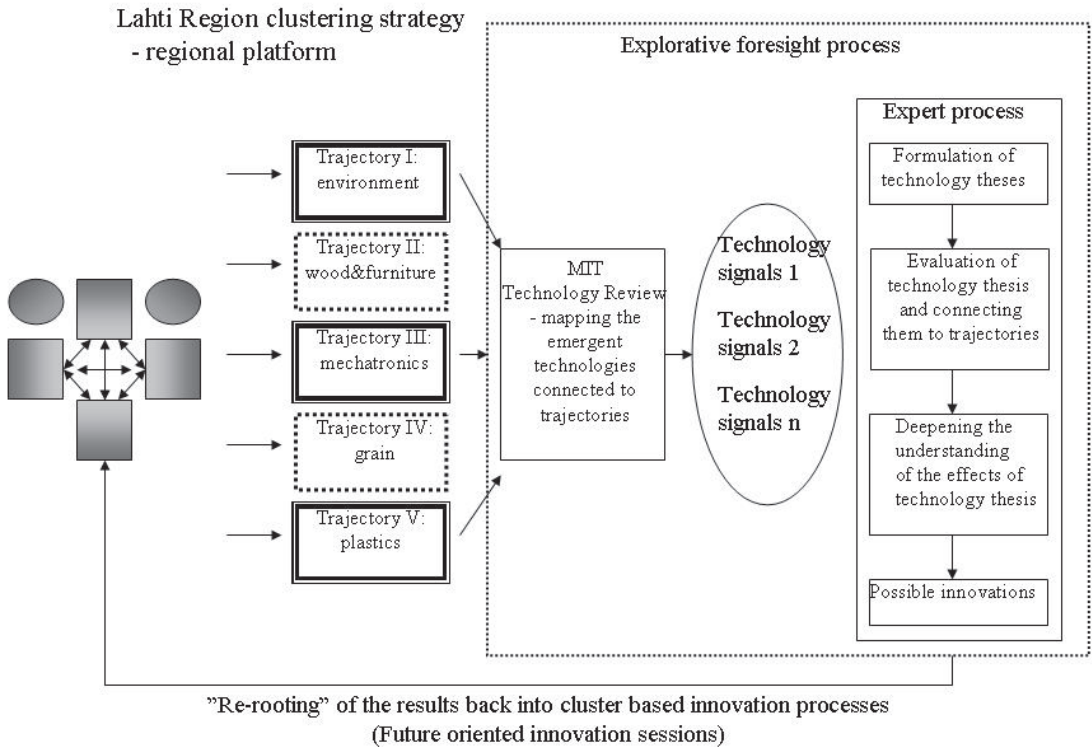 Lahti Region clustering strategy
- regional platform
Explorative foresight process
Expert process
Trajectory I:
environment
Trajectory II:
wood&furniture
Trajectory III:
mechatronics
Trajectory IV:
grain
Trajectory V:
plastics
MIT
Technology Review
- mapping the
emergent
technologies
connected to
trajectories
Technology
signals 1
Technology
signals 2
Technology
signals n
Formulation of
technology theses
Evaluation of
technology thesis
and connecting
them to trajectories
Deepening the
understanding
of the effects of
technology thesis
Possible innovations
”Re-rooting” of the results back into cluster based innovation processes
(Future oriented innovation sessions)